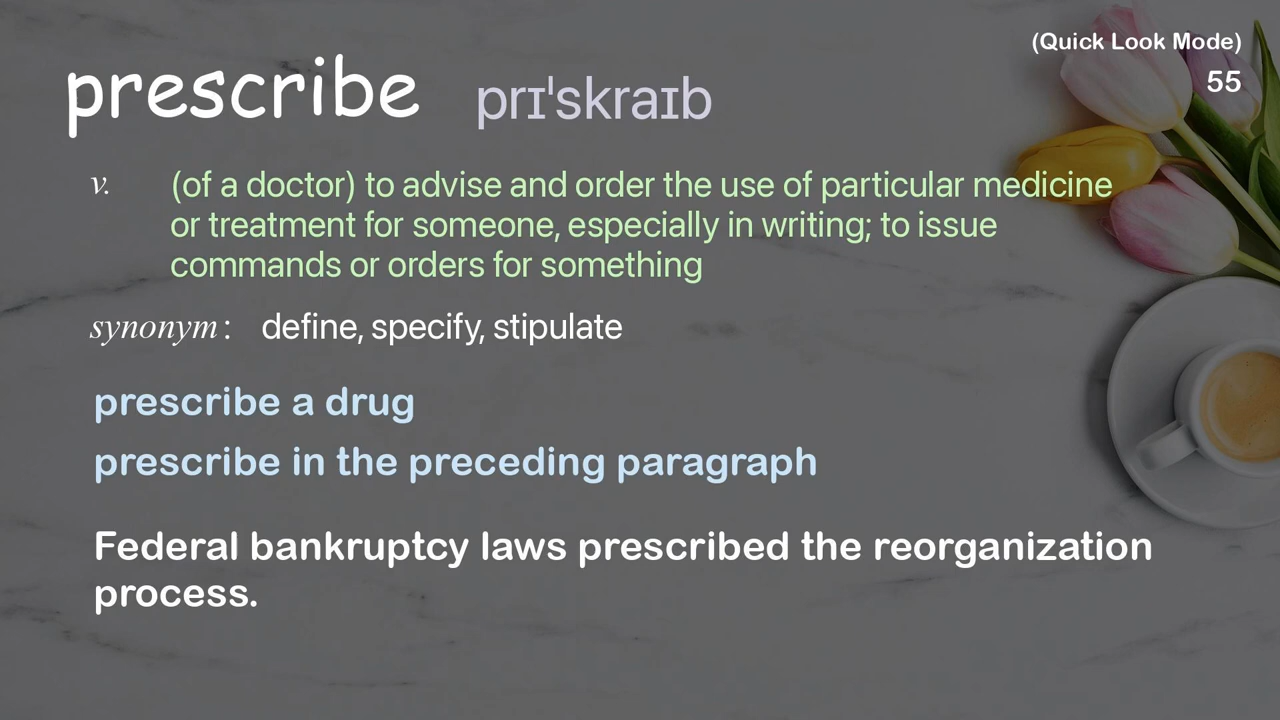 (Quick Look Mode)
55
prescribe prɪˈskraɪb
v. (of a doctor) to advise and order the use of particular medicine
or treatment for someone, especially in writing; to issue
commands or orders for something
synonym: define, specify, stipulate
prescribe a drug
prescribe in the preceding paragraph
Federal bankruptcy laws prescribed the reorganization
process.